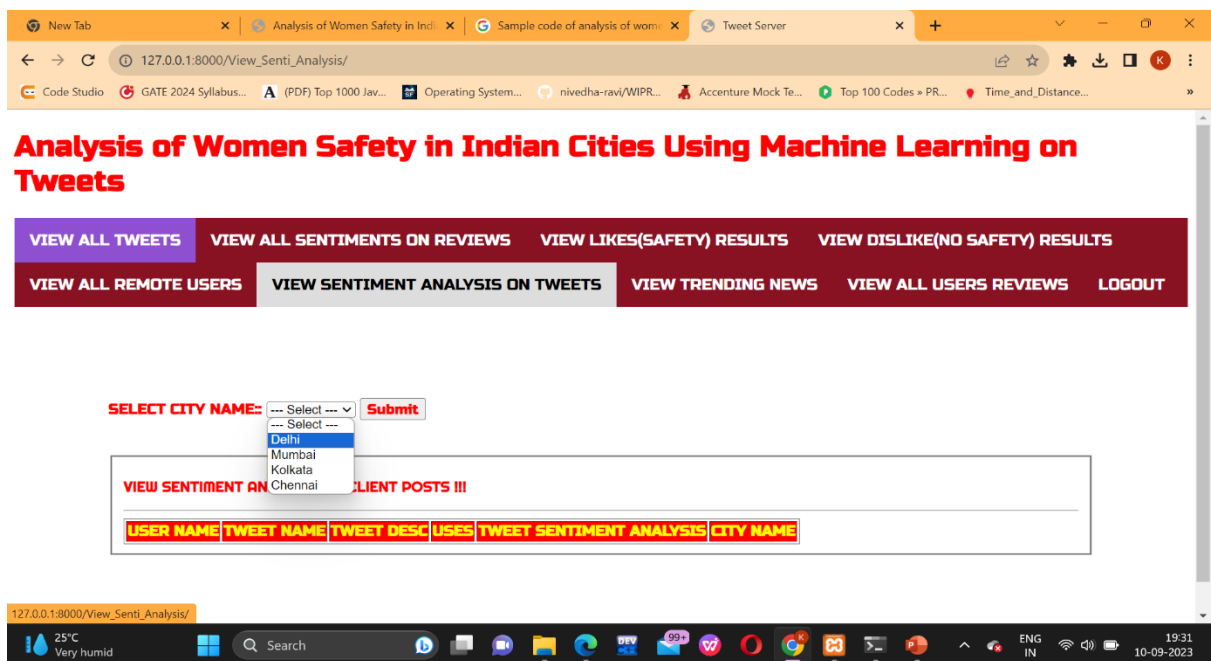 New Tab
Analysis of Women Safety in Indi
Sample code of analysis of wome
Tweet Server
127.0.0.1:8000/View_Senti_Analysis/
K
Code Studio
GATE 2024 Syllabus...
(PDF) Top 1000 Jav...
Operating System...
nivedha-ravi/WIPR...
Accenture Mock Te...
Top 100 Codes » PR...
Time_and_Distance...
»
Analysis of Women Safety in Indian Cities Using Machine Learning on
Tweets
VIEW ALL TWEETS VIEW ALL SENTIMENTS ON REVIEWS VIEW LIKES(SAFETY) RESULTS VIEW DISLIKE(NO SAFETY) RESULTS
VIEW ALL REMOTE USERS VIEW SENTIMENT ANALYSIS ON TWEETS VIEW TRENDING NEWS VIEW ALL USERS REVIEWS LOGOUT
SELECT CITY NAME:: --- Select --- Submit
--- Select ---
Delhi
Mumbai
Kolkata
Chennai
VIEW SENTIMENT AN CLIENT POSTS !!!
USER NAME TWEET NAME TWEET DESC USES TWEET SENTIMENT ANALYSIS CITY NAME
127.0.0.1:8000/View_Senti_Analysis/
25°C
Very humid
Search
DEV
99+
ENG
IN
19:31
10-09-2023